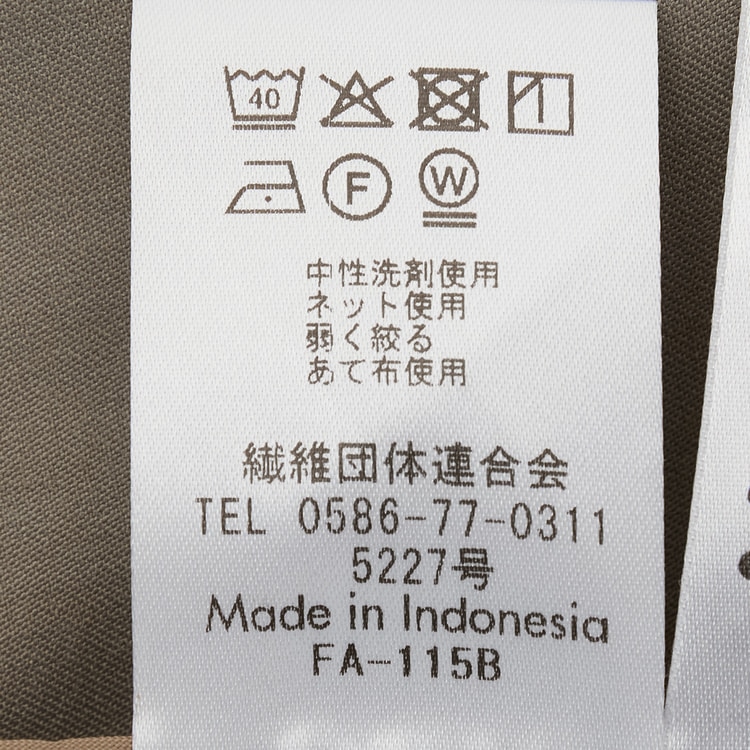 40
F W
中性洗剤使用
ネット使用
弱く絞る
あて布使用
繊維団体連合会
TEL 0586-77-0311
5227号
Made in Indonesia
FA-115B